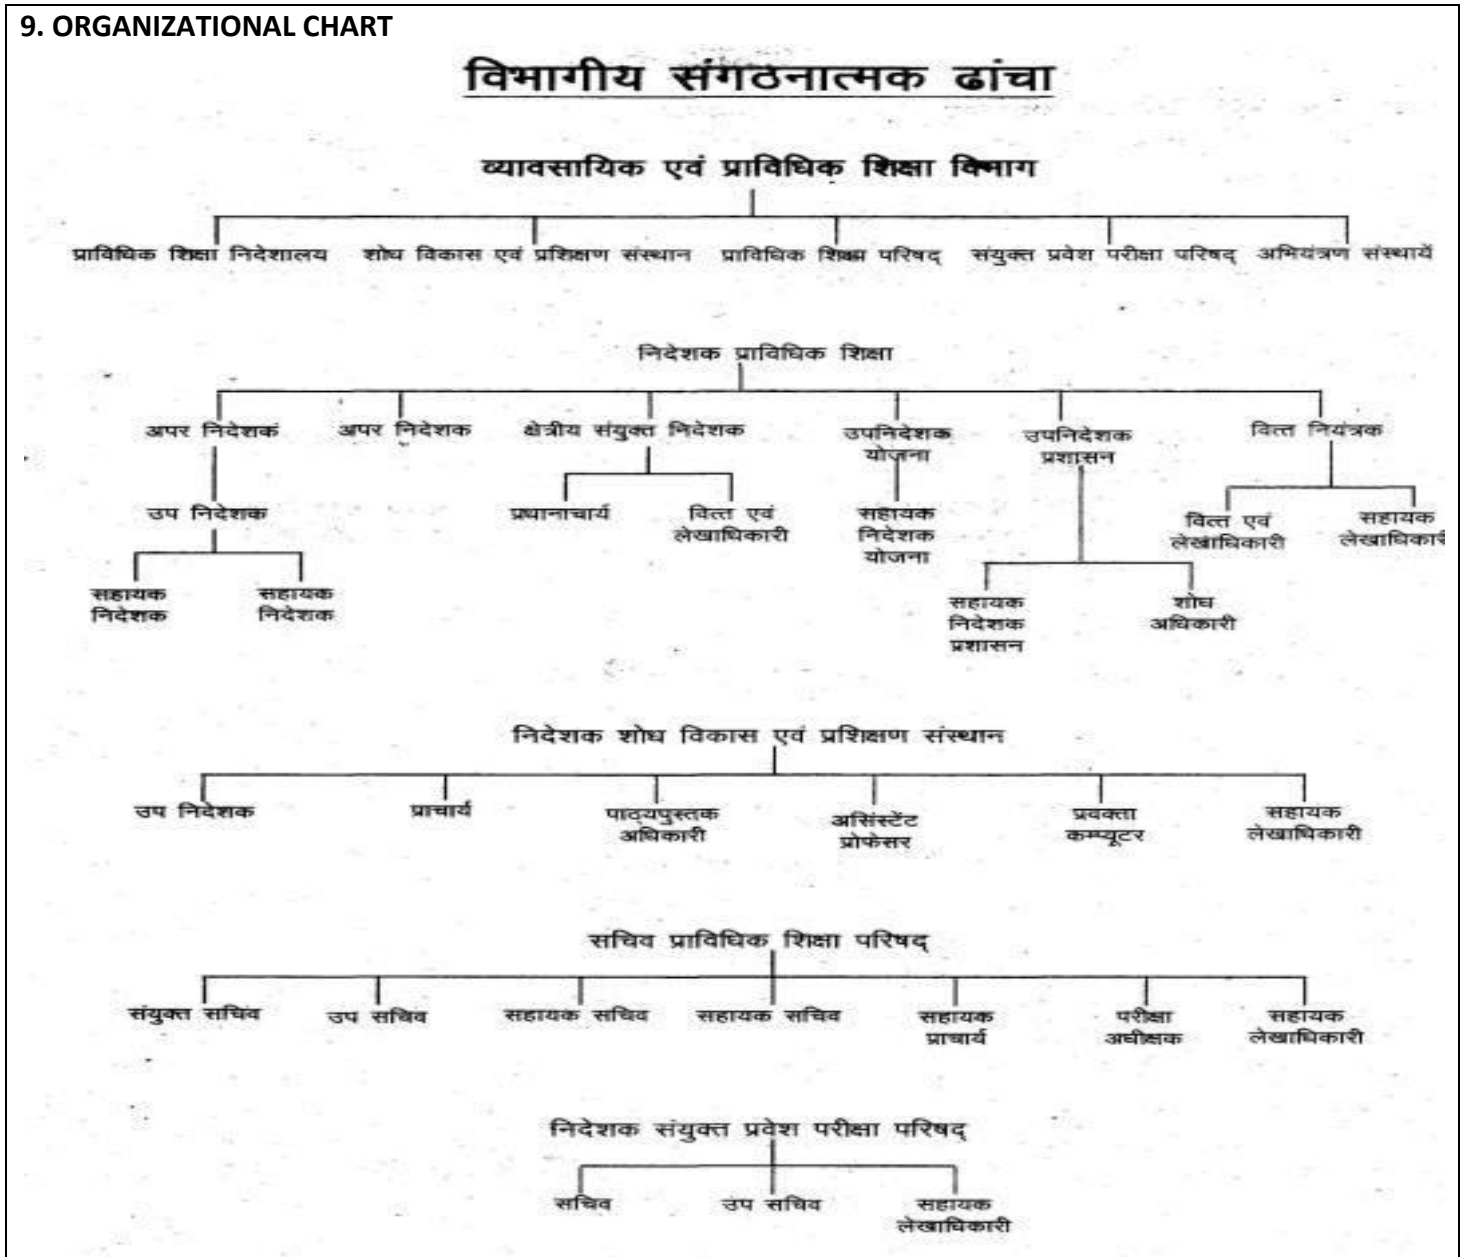 9. ORGANIZATIONAL CHART
विभागीय संगठनात्मक ढांचा
व्यावसायिक एवं प्राविधिक शिक्षा विभाग
प्राविधिक शिक्षा निदेशालय शोध विकास एवं प्रशिक्षण संस्थान प्राविधिक शिक्षा परिषद् संयुक्त प्रवेश परीक्षा परिषद् अभियंत्रण संस्थायें
निदेशक प्राविधिक शिक्षा
अपर निदेशक अपर निदेशक क्षेत्रीय संयुक्त निदेशक उपनिदेशक उपनिदेशक वित्त नियंत्रक
योजना प्रशासन
उप निदेशक प्रधानाचार्य वित्त एवं सहायक वित्त एवं सहायक
लेखाधिकारी निदेशक लेखाधिकारी लेखाधिकारी
योजना
सहायक सहायक सहायक शोध
निदेशक निदेशक निदेशक अधिकारी
प्रशासन
निदेशक शोध विकास एवं प्रशिक्षण संस्थान
उप निदेशक प्राचार्य पाठ्यपुस्तक असिंस्टेंट प्रवक्ता सहायक
अधिकारी प्रोफेसर कम्प्यूटर लेखाधिकारी
सचिव प्राविधिक शिक्षा परिषद्
संयुक्त सचिव उप सचिव सहायक सचिव सहायक सचिव सहायक परीक्षा सहायक
प्राचार्य अधीक्षक लेखाधिकारी
निदेशक संयुक्त प्रवेश परीक्षा परिषद्
सचिव उप सचिव सहायक
लेखाधिकारी